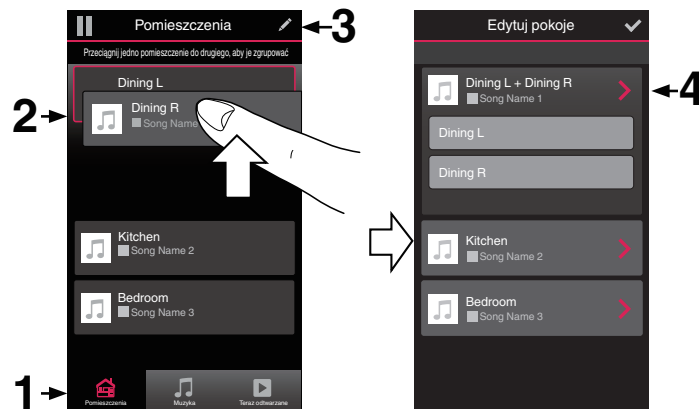 Pomieszczenia
3
Przeciągnij jedno pomieszczenie do drugiego, aby je zgrupować
Dining L
2
Dining R
Song Name
Kitchen
Song Name 2
Bedroom
Song Name 3
1
Pomieszczenia
Muzyka
Teraz odtwarzane
Edytuj pokoje
Dining L + Dining R
Song Name 1
4
Dining L
Dining R
Kitchen
Song Name 2
Bedroom
Song Name 3